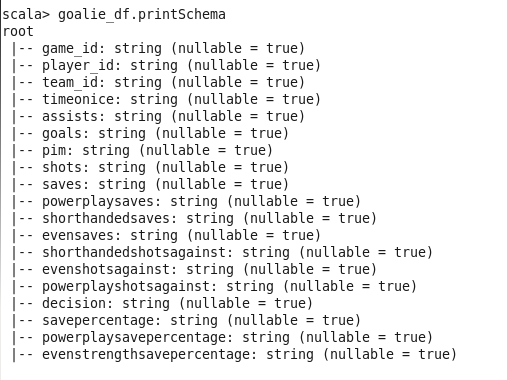 scala> goalie_df.printSchema
root
 |-- game_id: string (nullable = true)
 |-- player_id: string (nullable = true)
 |-- team_id: string (nullable = true)
 |-- timeonice: string (nullable = true)
 |-- assists: string (nullable = true)
 |-- goals: string (nullable = true)
 |-- pim: string (nullable = true)
 |-- shots: string (nullable = true)
 |-- saves: string (nullable = true)
 |-- powerplaysaves: string (nullable = true)
 |-- shorthandedsaves: string (nullable = true)
 |-- evensaves: string (nullable = true)
 |-- shorthandedshotsagainst: string (nullable = true)
 |-- evenshotsagainst: string (nullable = true)
 |-- powerplayshotsagainst: string (nullable = true)
 |-- decision: string (nullable = true)
 |-- savepercentage: string (nullable = true)
 |-- powerplaysavepercentage: string (nullable = true)
 |-- evenstrengthsavepercentage: string (nullable = true)